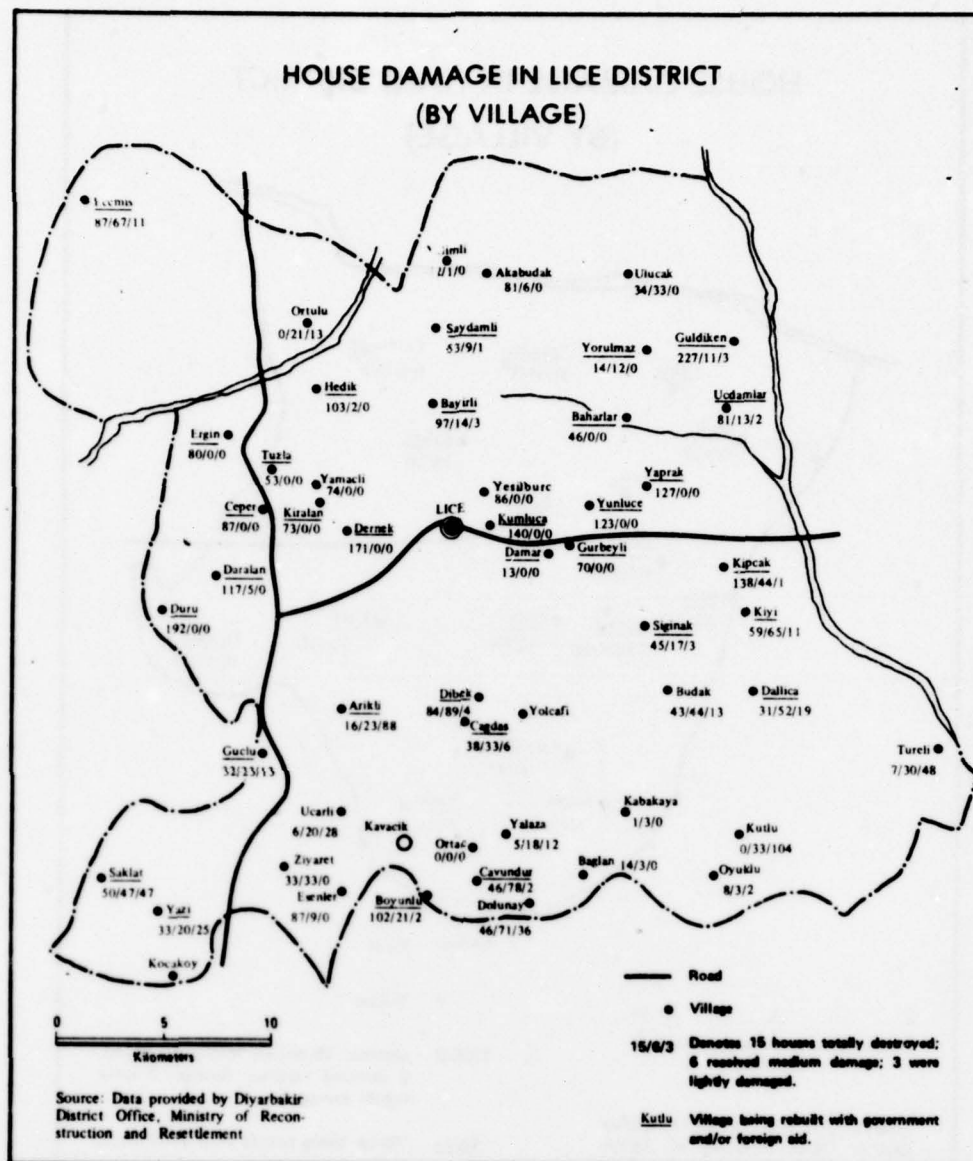 HOUSE DAMAGE IN LICE DISTRICT
(BY VILLAGE)
87/67/11
/1/0
Akabudak
81/6/0
Ulucak
34/33/0
Ortulu
0/21/13
Saydamli
53/9/1
Yorulmaz
14/12/0
Guldiken
227/11/3
Hedik
103/2/0
Bayirli
97/14/3
Baharlar
46/0/0
Ucdamlar
81/13/2
Ergin
80/0/0
Tuzla
53/0/0
Yamacli
74/0/0
Yesilburc
86/0/0
Yaprak
127/0/0
Ceper
87/0/0
Kiralan
73/0/0
Dernek
171/0/0
LICE
Kumluca
140/0/0
Yunluce
123/0/0
Damar
13/0/0
Gurbeyli
70/0/0
Kipcak
138/44/1
Daralan
117/5/0
Duru
192/0/0
Siginak
45/17/3
Kiyi
59/65/11
Arikli
16/23/88
Dibek
84/89/4
Cagdas
38/33/6
Yolcati
Budak
43/44/13
Dallica
31/52/19
Guclu
32/23/13
Tureli
7/30/48
Ucarli
6/20/28
Kavacik
Ortac
0/0/0
Yalaza
5/18/12
Kabakaya
1/3/0
Kutlu
0/33/104
Saklat
50/47/47
Ziyaret
33/33/0
Esenler
87/9/0
Boyunlu
102/21/2
Cavundur
46/78/2
Dolunay
46/71/36
Baglan 14/3/0
Oyuklu
8/3/2
Yazi
33/20/25
Kocakoy
0 5 10
Kilometers
Source: Data provided by Diyarbakir
District Office, Ministry of Recon-
struction and Resettlement
Road
Village
15/6/3 Denotes 15 houses totally destroyed;
6 received medium damage; 3 were
lightly damaged.
Kutlu Village being rebuilt with government
and/or foreign aid.